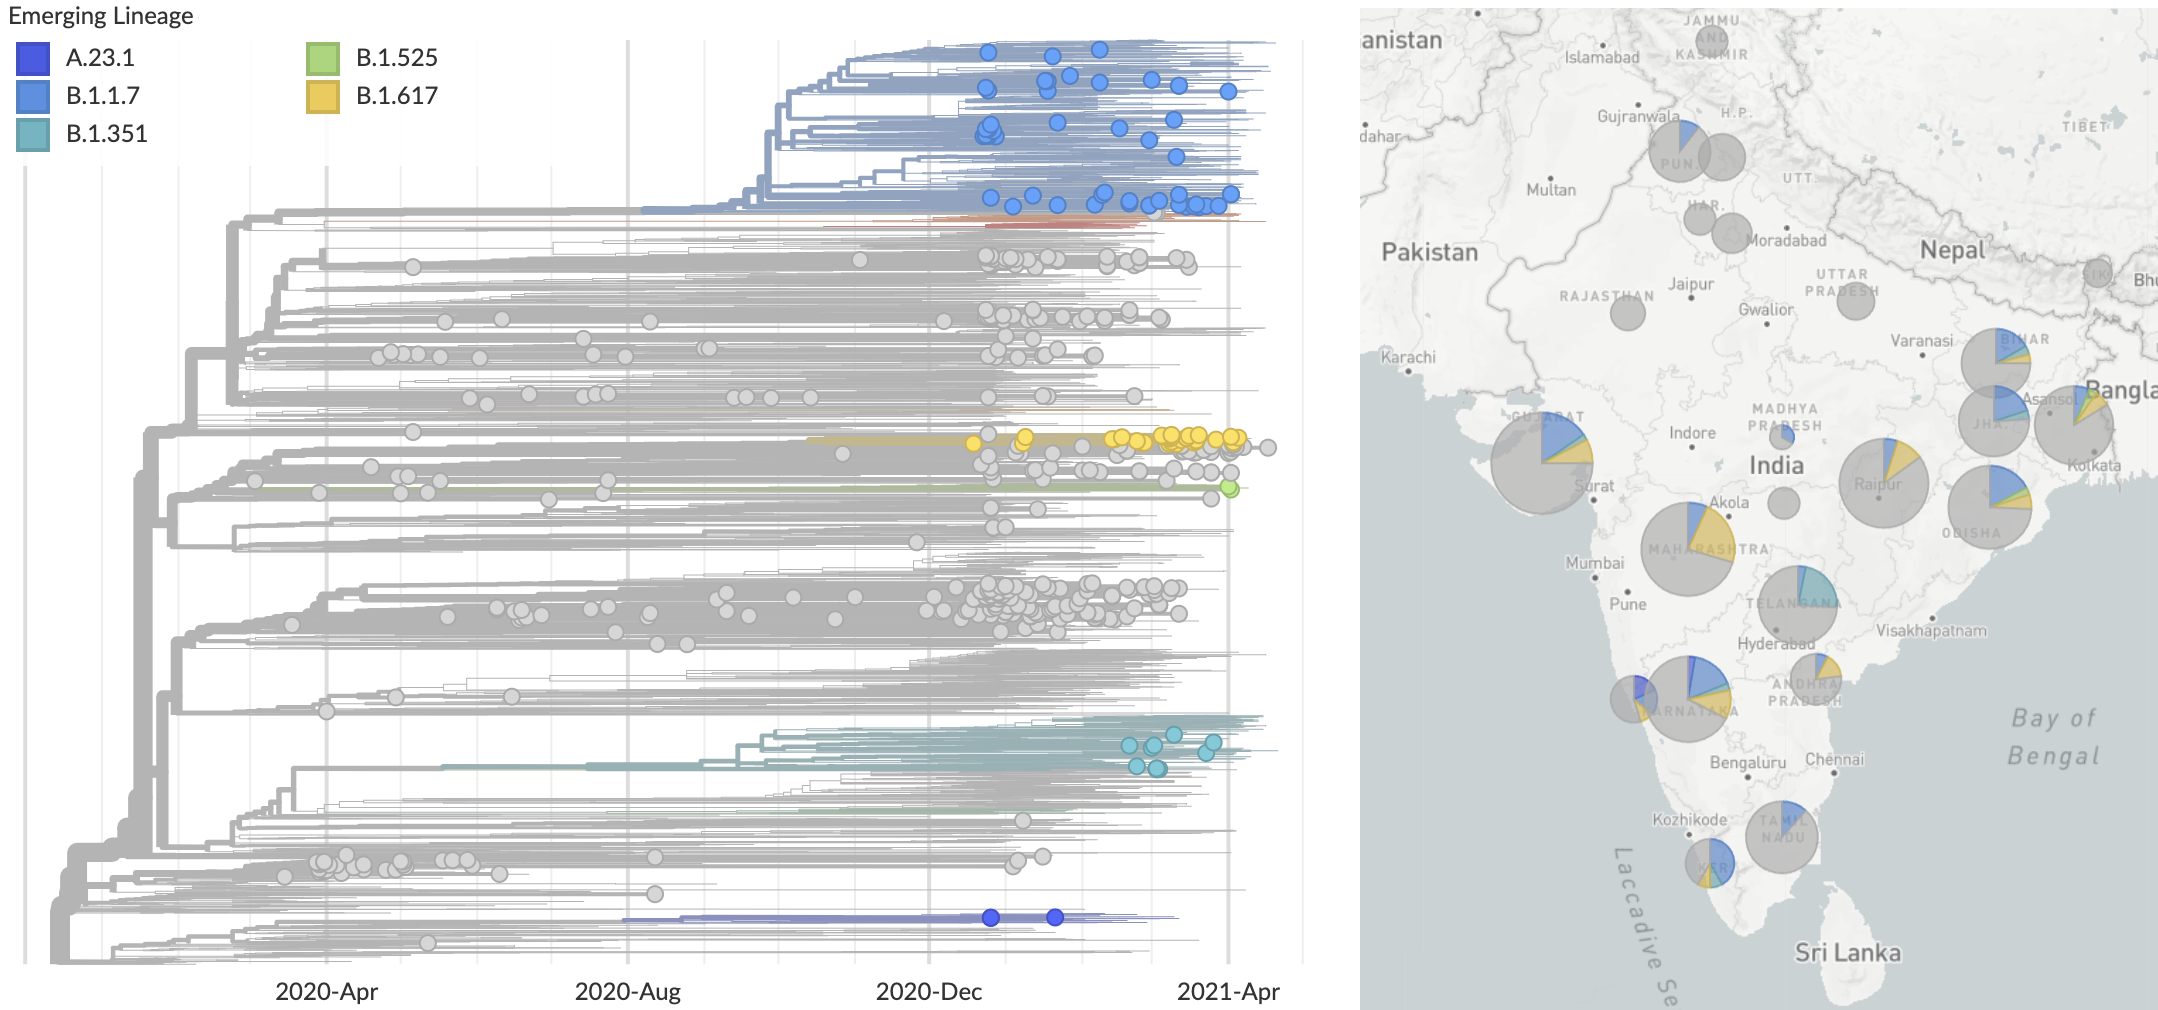 Emerging Lineage
A.23.1
B.1.1.7
B.1.351
B.1.525
B.1.617
2020-Apr
2020-Aug
2020-Dec
2021-Apr
anistan
JAMMU
AND
KASHMIR
Islamabad
Gujranwala
H.P.
TIBET
dahar
PUN.
Multan
UTT.
HAR.
Moradabad
Pakistan
Nepal
SIK.
Bhu
Jaipur
UTTAR
PRADESH
RAJASTHAN
Gwalior
Varanasi
BIHAR
Karachi
Bangla
Asansol
GUJARAT
MADHYA
PRADESH
JHA.
Indore
India
Kolkata
Surat
Raipur
Akola
ODISHA
MAHARASHTRA
Mumbai
Pune
TELANGANA
Hyderabad
Visakhapatnam
ANDHRA
PRADESH
KARNATAKA
Bay of
Bengal
Bengaluru
Chennai
Kozhikode
TAMIL
NADU
KER.
Laccadive Se
Sri Lanka